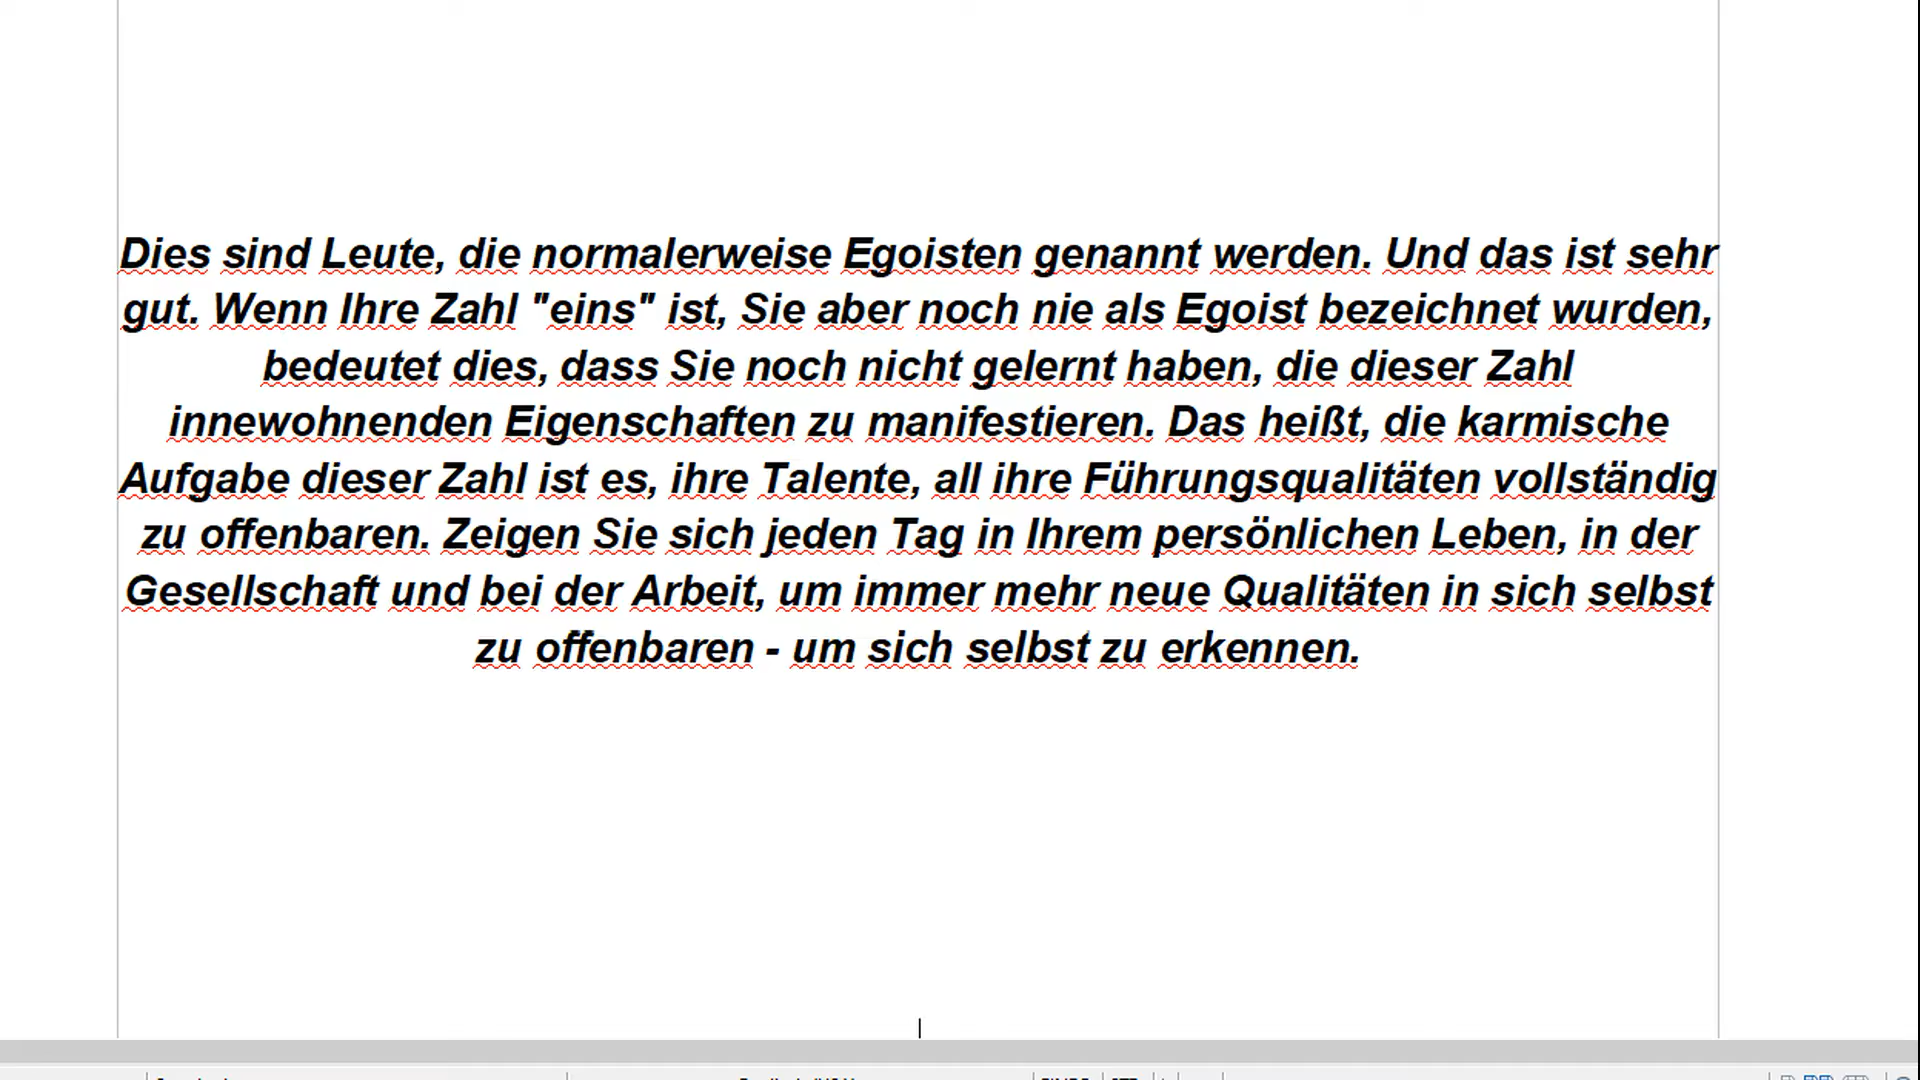 Dies sind Leute, die normalerweise Egoisten genannt werden. Und das ist sehr
gut. Wenn Ihre Zahl "eins" ist, Sie aber noch nie als Egoist bezeichnet wurden,
bedeutet dies, dass Sie noch nicht gelernt haben, die dieser Zahl
innewohnenden Eigenschaften zu manifestieren. Das heißt, die karmische
Aufgabe dieser Zahl ist es, ihre Talente, all ihre Führungsqualitäten vollständig
zu offenbaren. Zeigen Sie sich jeden Tag in Ihrem persönlichen Leben, in der
Gesellschaft und bei der Arbeit, um immer mehr neue Qualitäten in sich selbst
zu offenbaren - um sich selbst zu erkennen.